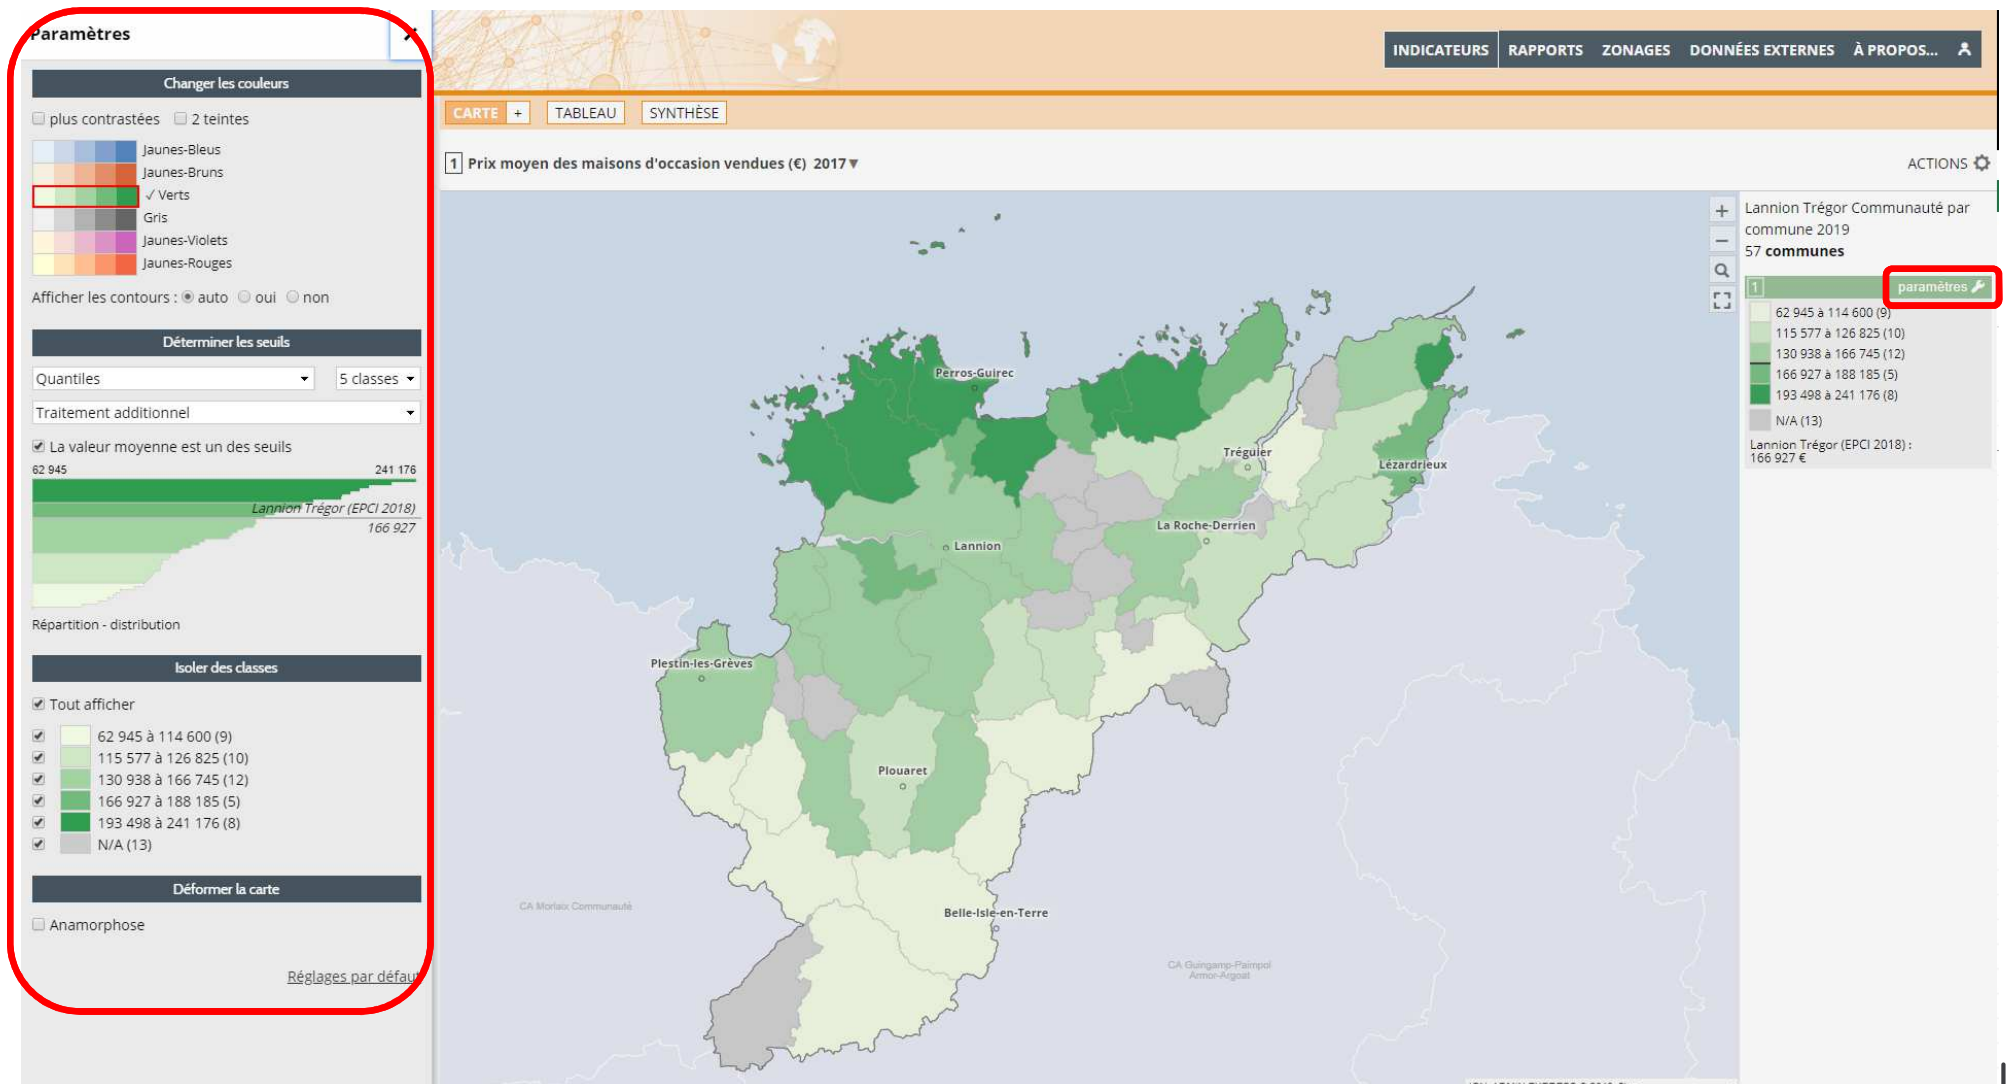 Paramètres
Changer les couleurs
plus contrastées 2 teintes
Jaunes-Bleus
Jaunes-Bruns
✓ Verts
Gris
Jaunes-Violets
Jaunes-Rouges
Afficher les contours : auto oui non
Déterminer les seuils
Quantiles 5 classes
Traitement additionnel
La valeur moyenne est un des seuils
62 945 241 176
Lannion Trégor (EPCI 2018)
166 927
Répartition - distribution
Isoler des classes
Tout afficher
62 945 à 114 600 (9)
115 577 à 126 825 (10)
130 938 à 166 745 (12)
166 927 à 188 185 (5)
193 498 à 241 176 (8)
N/A (13)
Déformer la carte
Anamorphose
Réglages par défaut
INDICATEURS RAPPORTS ZONAGES DONNÉES EXTERNES À PROPOS...
CARTE + TABLEAU SYNTHÈSE
1 Prix moyen des maisons d'occasion vendues (€) 2017
ACTIONS
Perros-Guirec
Tréguier
Lézardrieux
La Roche-Derrien
Lannion
Plestin-les-Grèves
Plouaret
Belle-Isle-en-Terre
CA Morlaix Communauté
CA Guingamp-Paimpol
Armor-Argoat
+
−
Lannion Trégor Communauté par
commune 2019
57 communes
1 paramètres
62 945 à 114 600 (9)
115 577 à 126 825 (10)
130 938 à 166 745 (12)
166 927 à 188 185 (5)
193 498 à 241 176 (8)
N/A (13)
Lannion Trégor (EPCI 2018) :
166 927 €